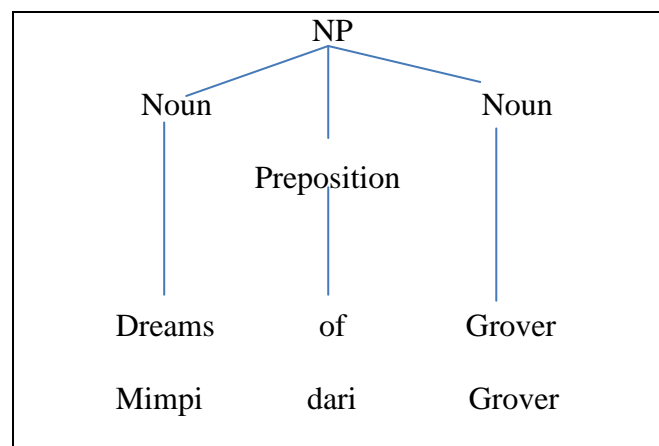 NP
Noun Noun
Preposition
Dreams of Grover
Mimpi dari Grover